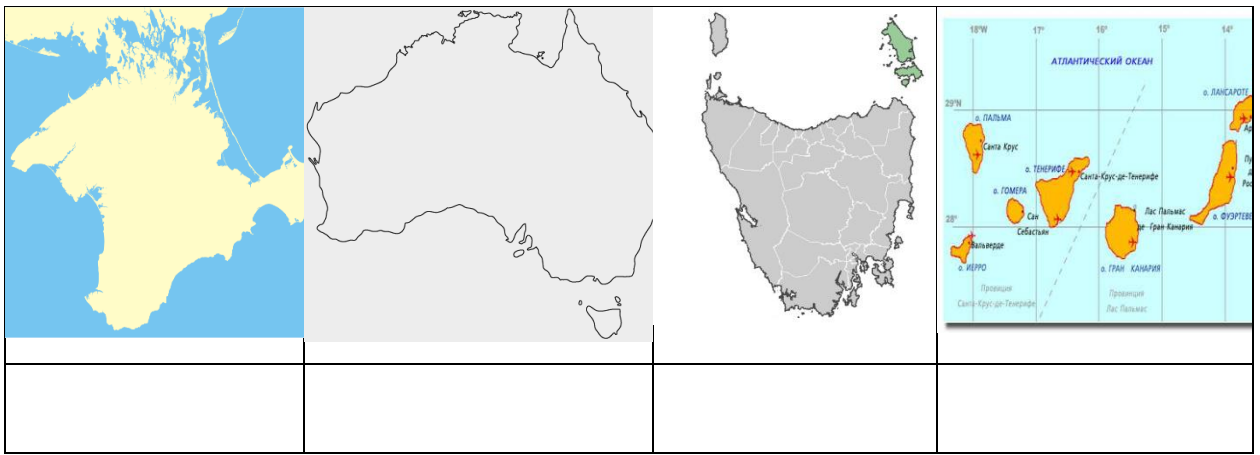 18°W 17° 16° 15° 14°
АТЛАНТИЧЕСКИЙ ОКЕАН
о. ЛАНСАРОТЕ
29°N
о. ПАЛЬМА
Санта Крус
о. ТЕНЕРИФЕ
Санта-Крус-де-Тенерифе
о. ГОМЕРА
Сан
Себастьян
Лас Пальмас
де Гран Канария
28°
Вальверде
о. ИЕРРО
о. ГРАН КАНАРИЯ
о. ФУЭРТЕВЕ
Провинция
Санта-Крус-де-Тенерифе
Провинция
Лас Пальмас